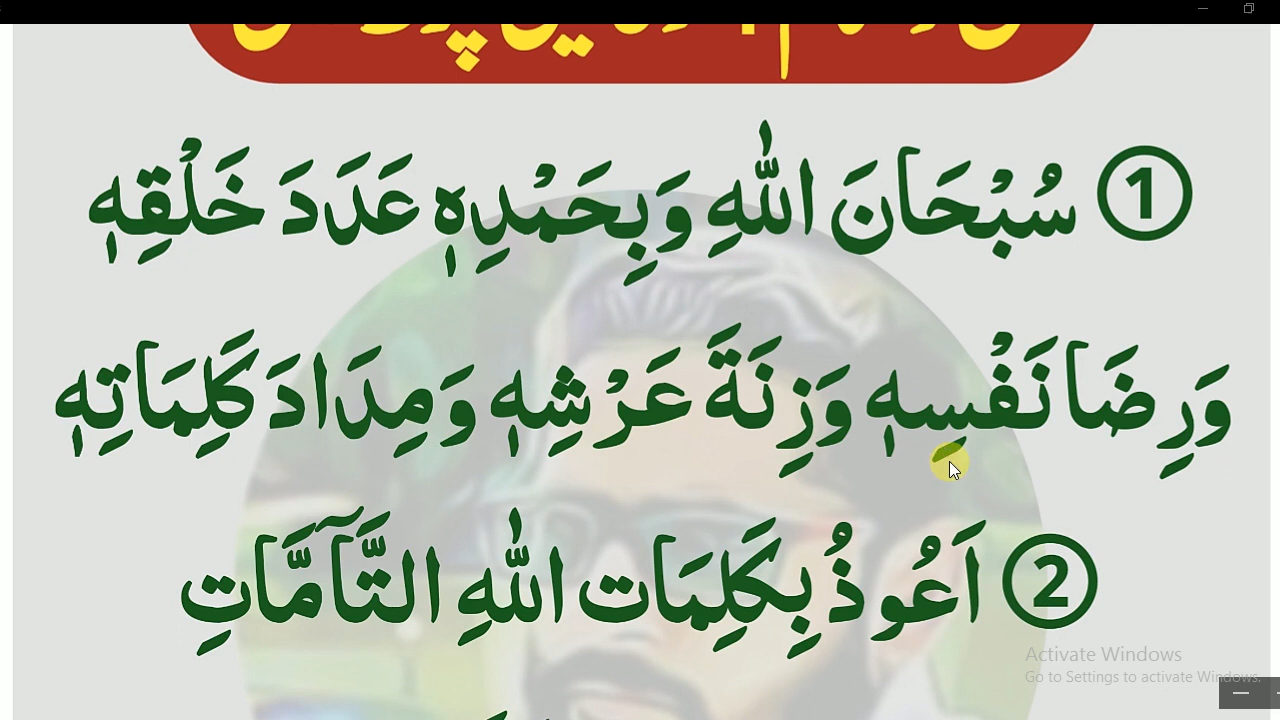 ① سُبْحَانَ اللّٰهِ وَبِحَمْدِهٖ عَدَدَ خَلْقِهٖ
وَرِضَا نَفْسِهٖ وَزِنَةَ عَرْشِهٖ وَمِدَادَ كَلِمَاتِهٖ
② اَعُوذُ بِكَلِمَات اللّٰهِ التَّآمَّاتِ
Activate Windows
Go to Settings to activate Windows.